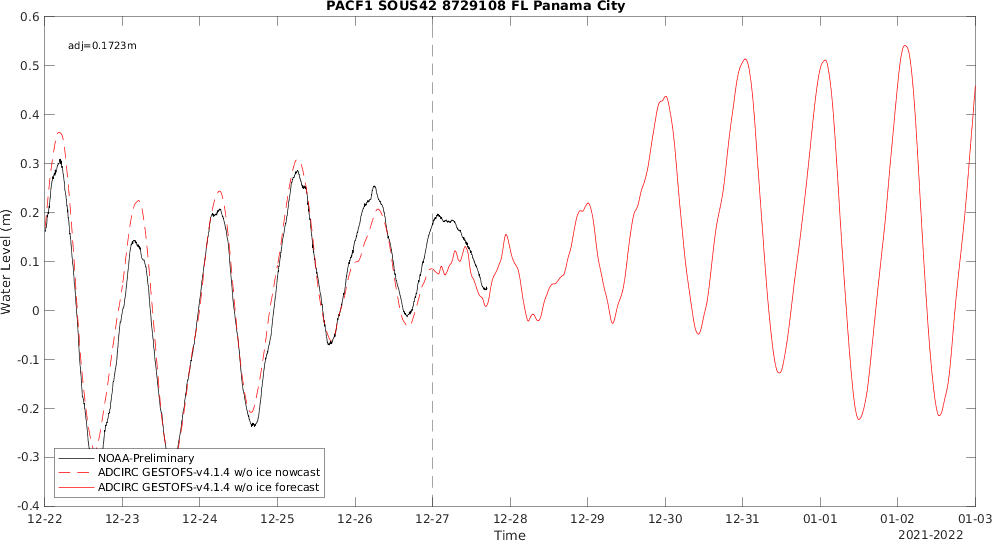 PACF1 SOUS42 8729108 FL Panama City
adj=0.1723m
0.6
0.5
0.4
0.3
0.2
0.1
0
-0.1
-0.2
-0.3
-0.4
Water Level (m)
NOAA-Preliminary
ADCIRC GESTOFS-v4.1.4 w/o ice nowcast
ADCIRC GESTOFS-v4.1.4 w/o ice forecast
12-22 12-23 12-24 12-25 12-26 12-27 12-28 12-29 12-30 12-31 01-01 01-02 01-03
Time
2021-2022